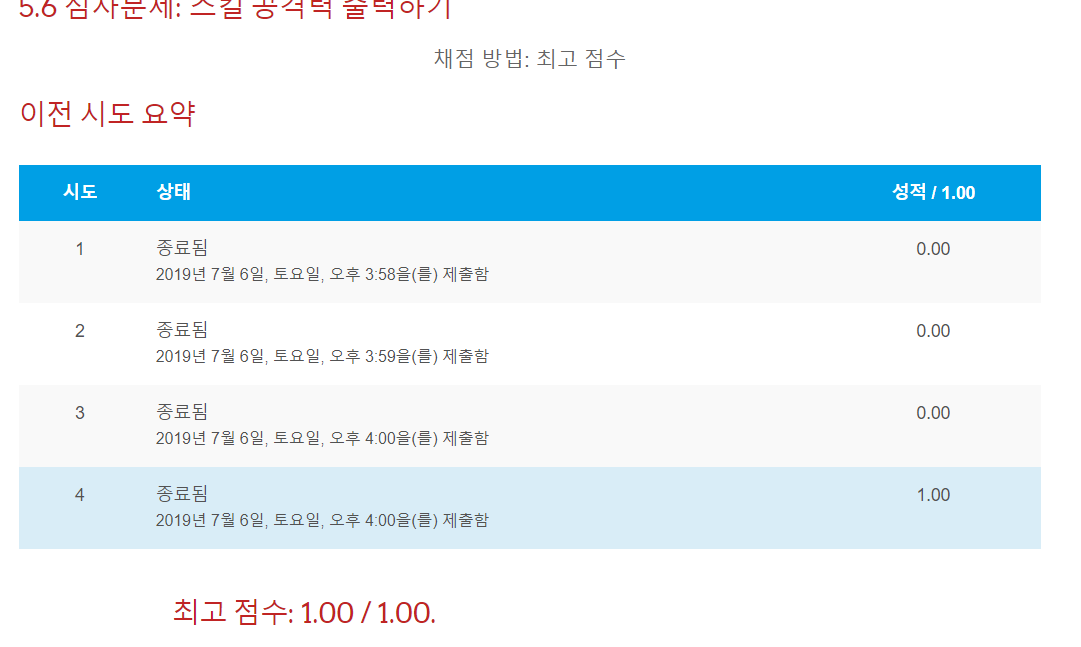 5.6 심사문제: 스킬 공격력 출력하기
채점 방법: 최고 점수
이전 시도 요약
시도 상태 성적 / 1.00
1 종료됨 0.00
2019년 7월 6일, 토요일, 오후 3:58을(를) 제출함
2 종료됨 0.00
2019년 7월 6일, 토요일, 오후 3:59을(를) 제출함
3 종료됨 0.00
2019년 7월 6일, 토요일, 오후 4:00을(를) 제출함
4 종료됨 1.00
2019년 7월 6일, 토요일, 오후 4:00을(를) 제출함
최고 점수: 1.00 / 1.00.